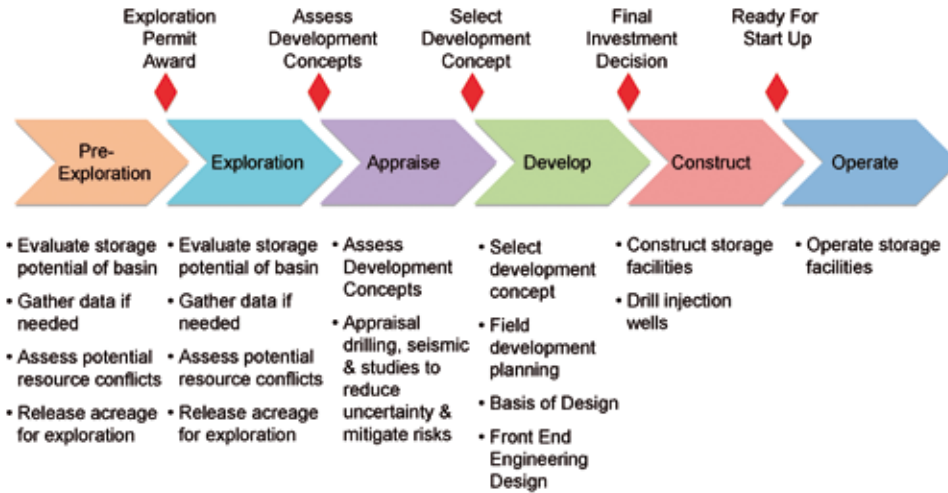 Exploration
Permit
Award
Assess
Development
Concepts
Select
Development
Concept
Final
Investment
Decision
Ready For
Start Up
Pre-
Exploration
Exploration
Appraise
Develop
Construct
Operate
• Evaluate storage
potential of basin
• Gather data if
needed
• Assess potential
resource conflicts
• Release acreage
for exploration
• Evaluate storage
potential of basin
• Gather data if
needed
• Assess potential
resource conflicts
• Release acreage
for exploration
• Assess
Development
Concepts
• Appraisal
drilling, seismic
& studies to
reduce
uncertainty &
mitigate risks
• Select
development
concept
• Field
development
planning
• Basis of Design
• Front End
Engineering
Design
• Construct storage
facilities
• Drill injection
wells
• Operate storage
facilities